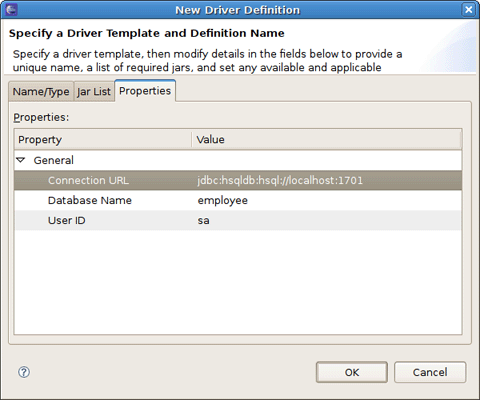 New Driver Definition
Specify a Driver Template and Definition Name
Specify a driver template, then modify details in the fields below to provide a
unique name, a list of required jars, and set any available and applicable
Name/Type Jar List Properties
Properties:
Property Value
General
Connection URL jdbc:hsqldb:hsql://localhost:1701
Database Name employee
User ID sa
? OK Cancel